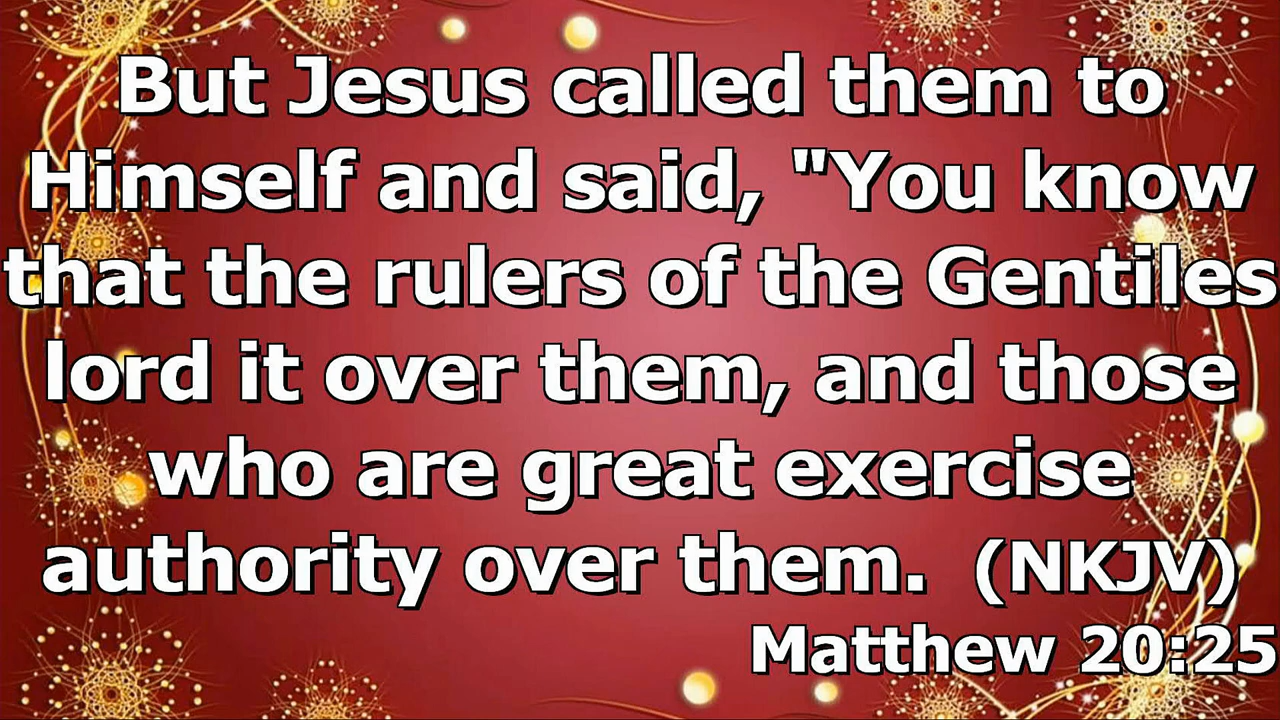 But Jesus called them to
Himself and said, "You know
that the rulers of the Gentiles
lord it over them, and those
who are great exercise
authority over them.  (NKJV)
Matthew 20:25